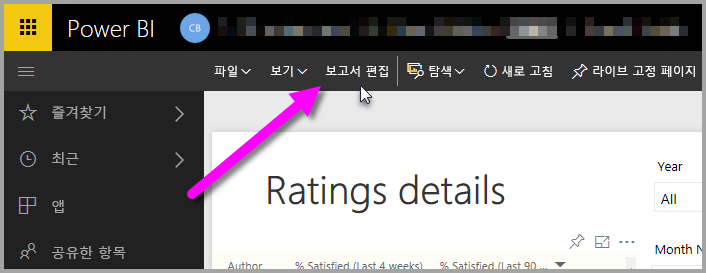 Power BI CB
파일 보기 보고서 편집 탐색 새로 고침 라이브 고정 페이지
즐겨찾기
최근
앱
공유한 항목
Ratings details
Year
All
Month N
Author % Satisfied (Last 4 weeks) % Satisfied (Last 90 ...